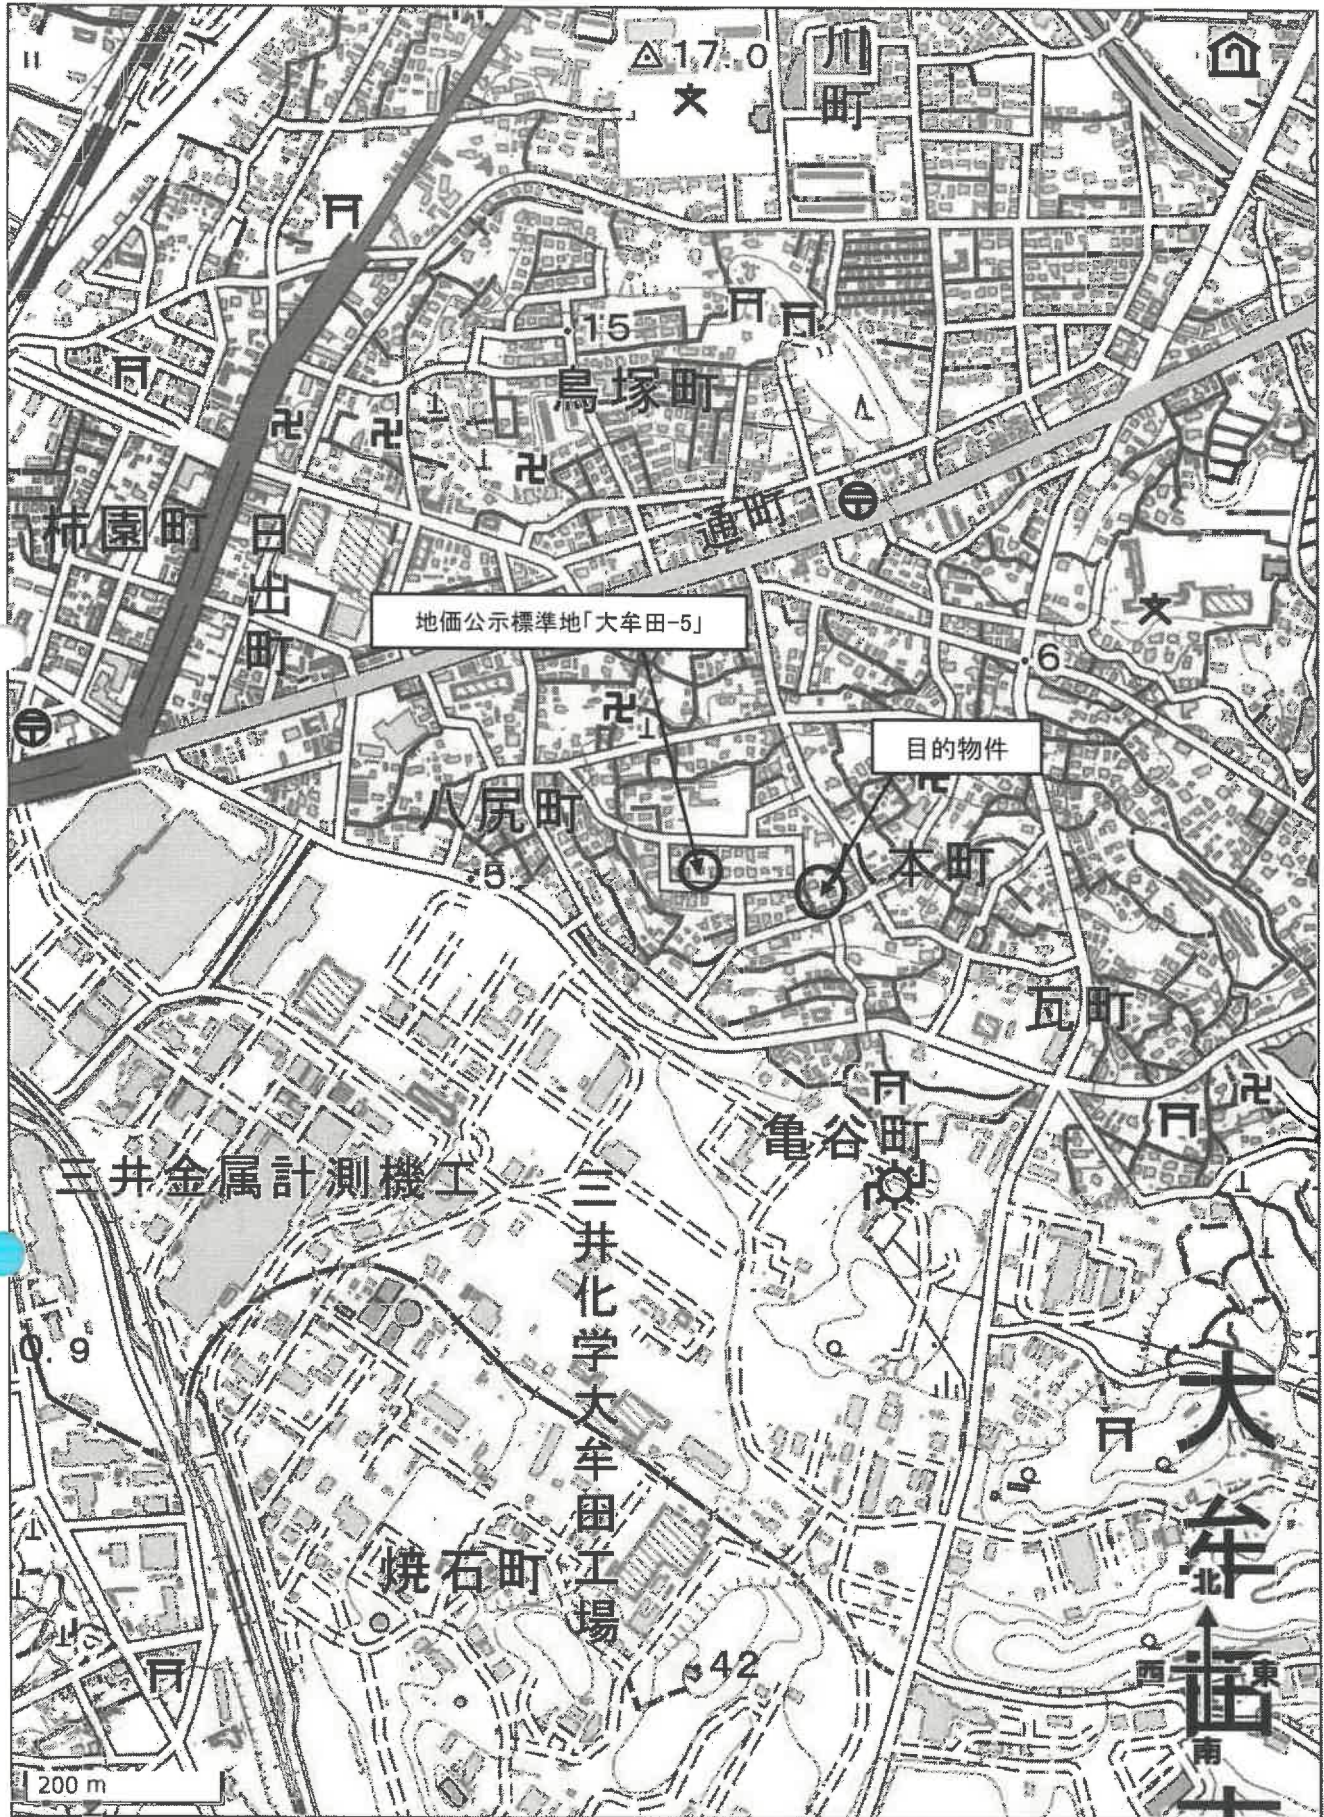 17.0
川町
15
鳥塚町
通町
柿園町
日出町
地価公示標準地「大牟田-5」
6
目的物件
八尻町
八本町
5
瓦町
亀谷町
三井金属計測機工
三井化学大牟田工場
0.9
焼石町
42
大牟田
北
西
東
南
200 m